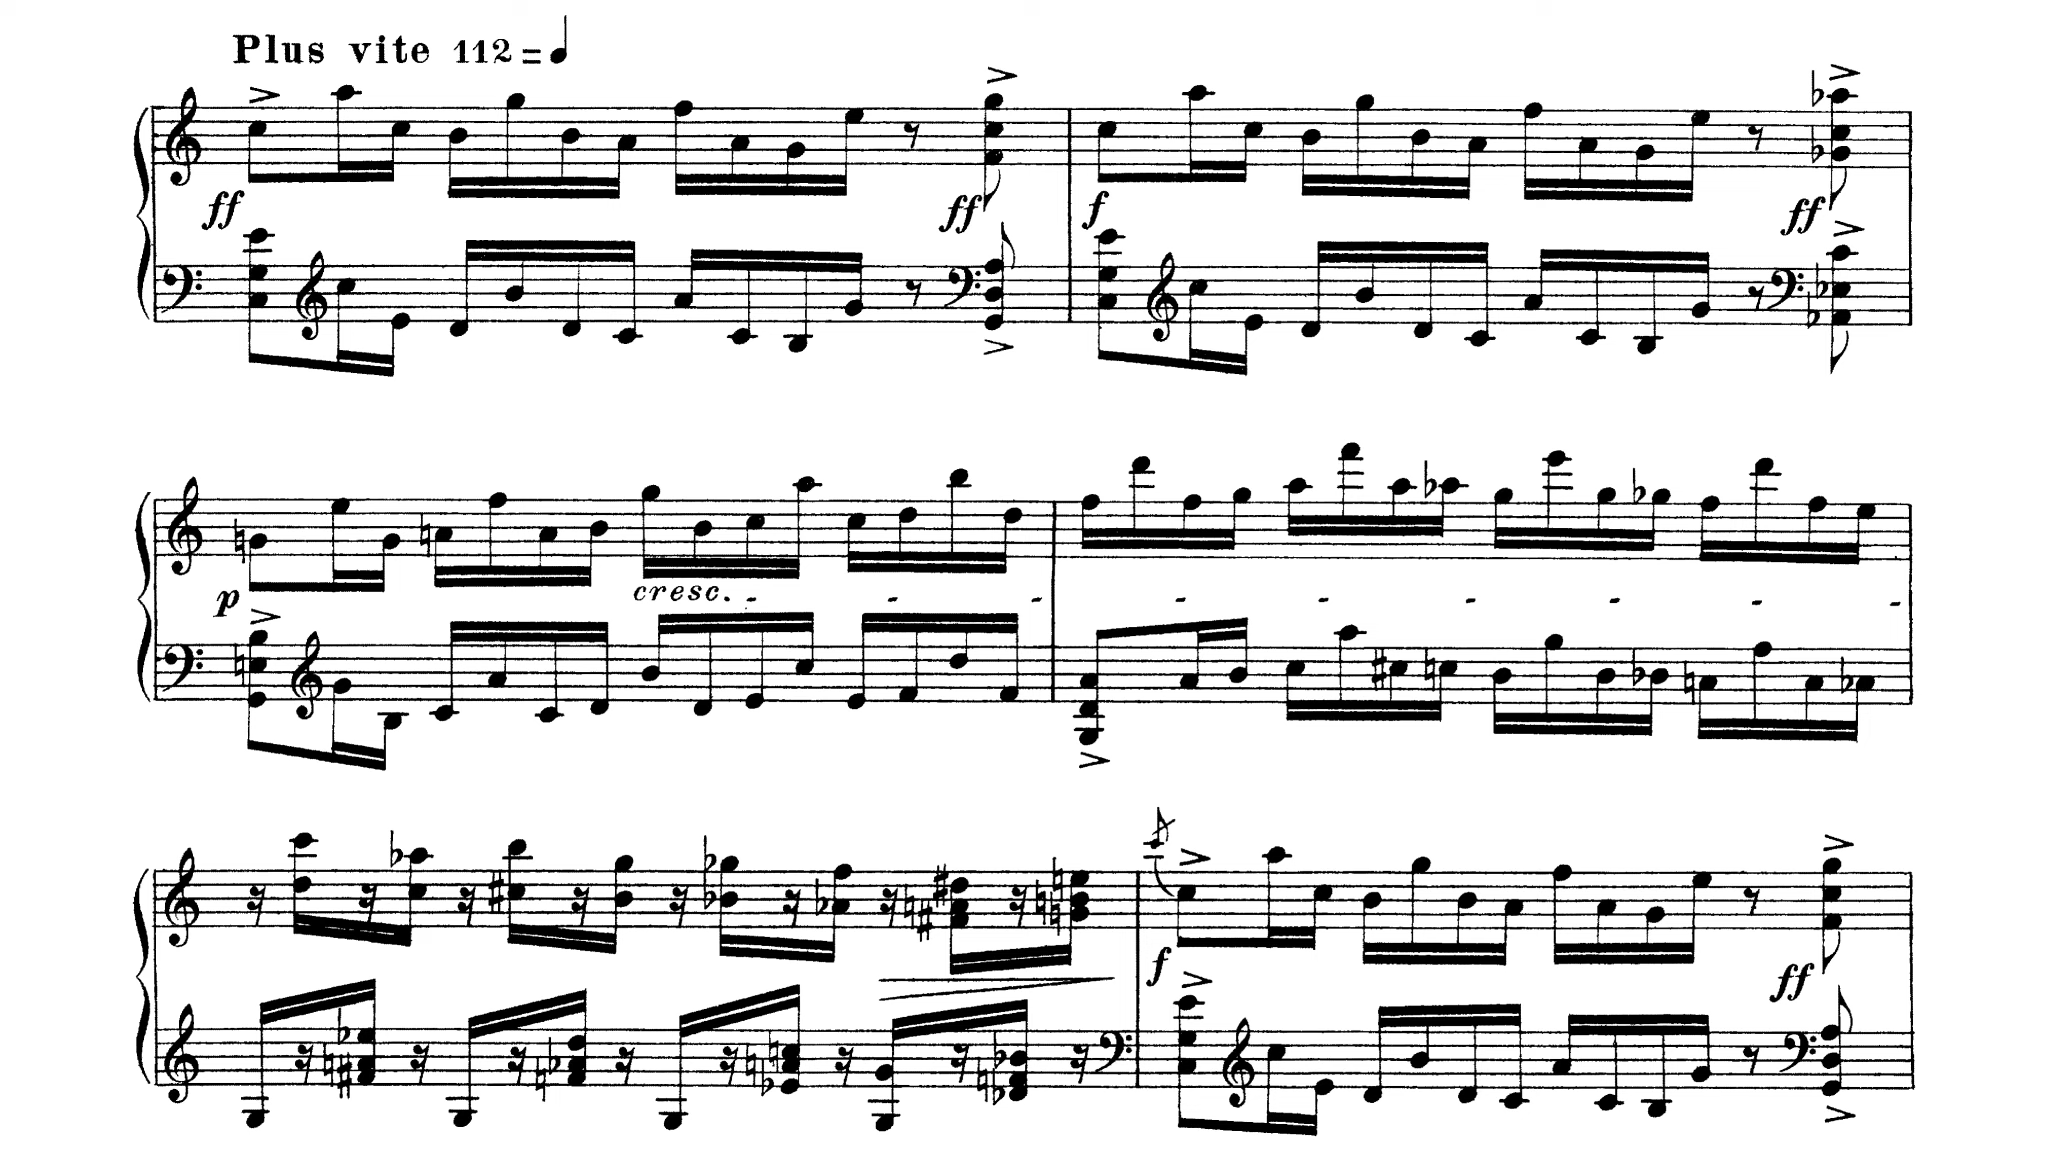 Plus vite 112 = ♩
ff ff f ff
p cresc.
f ff